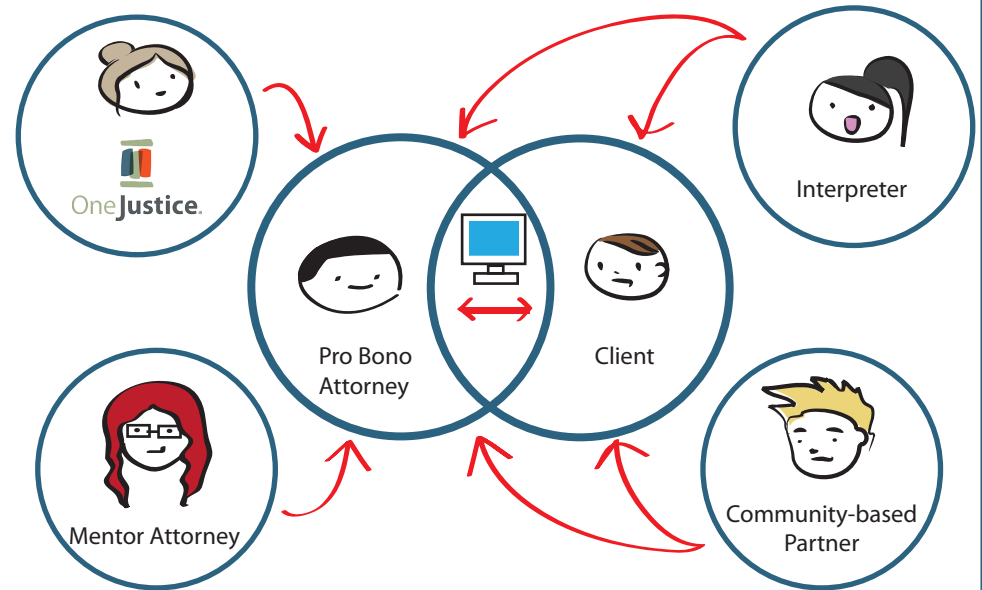 OneJustice.
Interpreter
Pro Bono
Attorney
Client
Mentor Attorney
Community-based
Partner